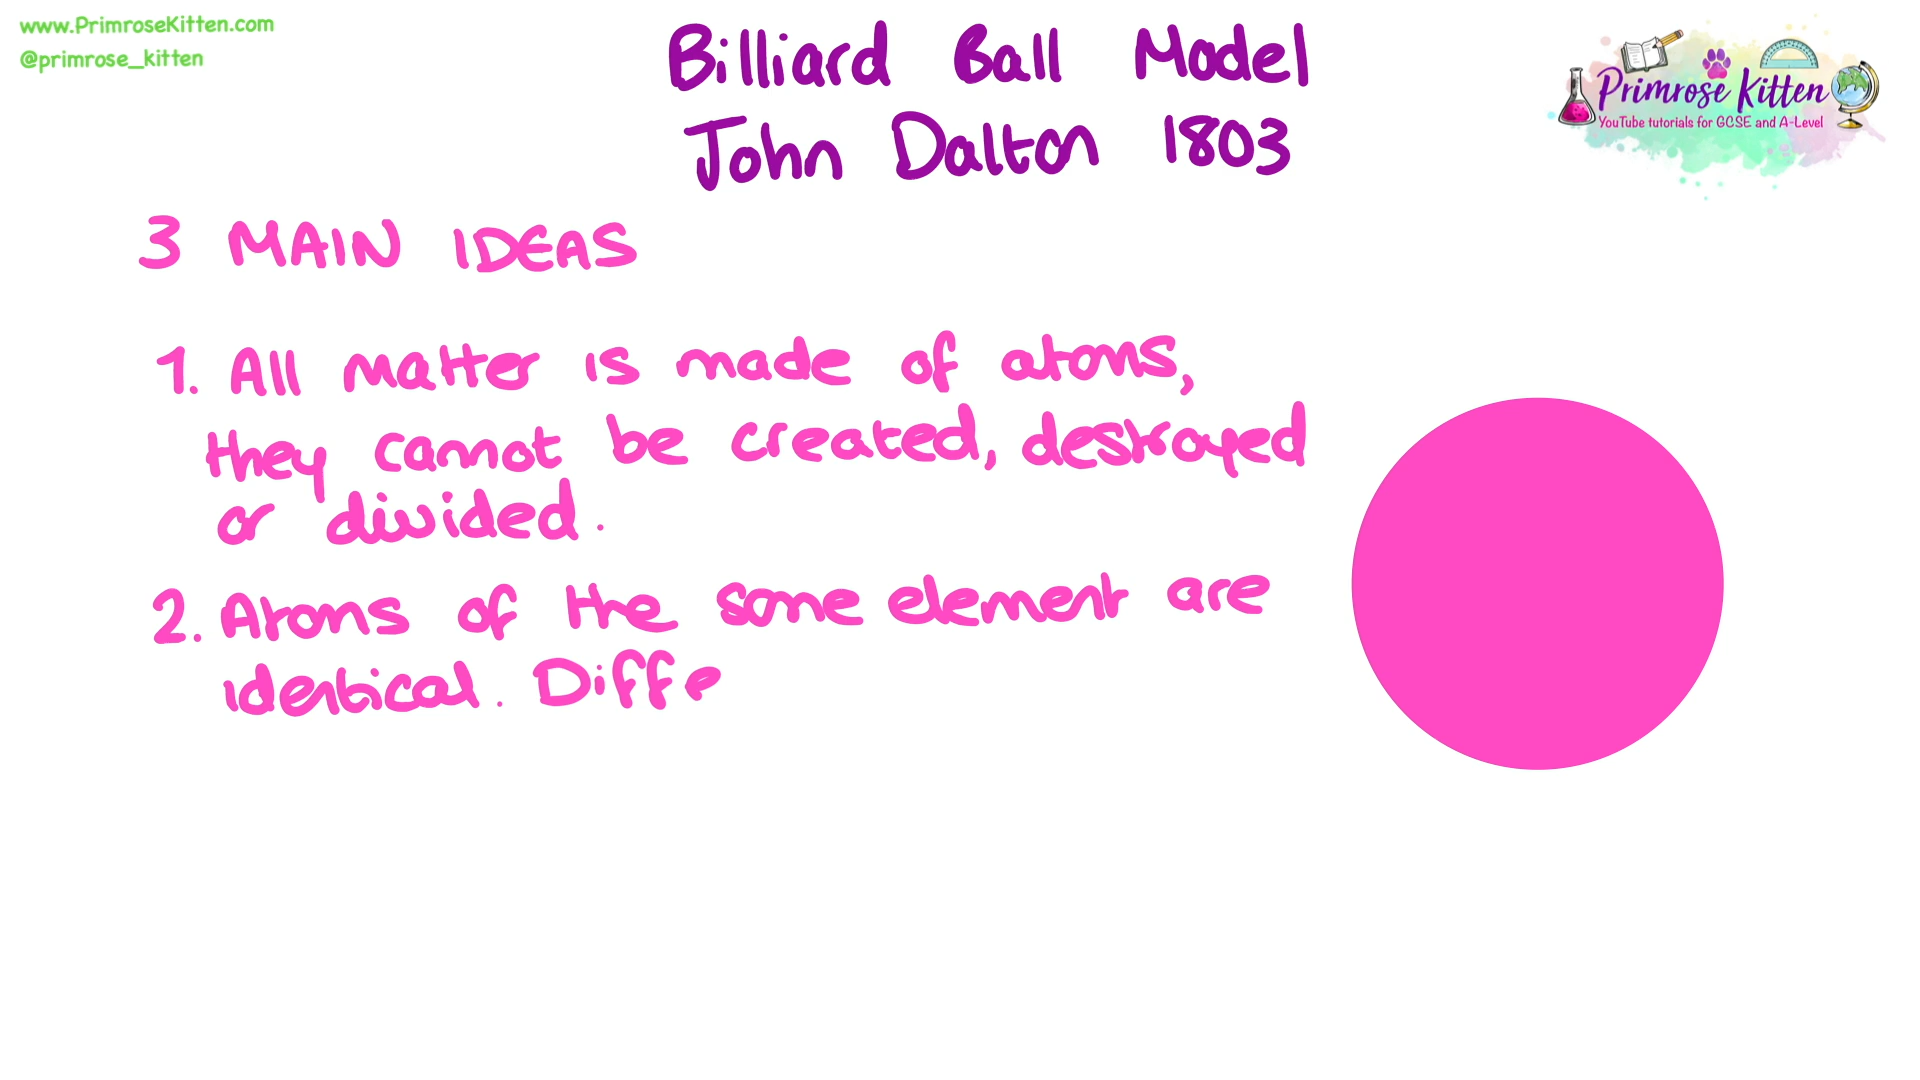 www.PrimroseKitten.com
@primrose_kitten
Billiard Ball Model
John Dalton 1803
Primrose Kitten
YouTube tutorials for GCSE and A-Level
3 MAIN IDEAS
1. All matter is made of atoms,
they cannot be created, destroyed
or divided.
2. Atoms of the same element are
identical. Diffe